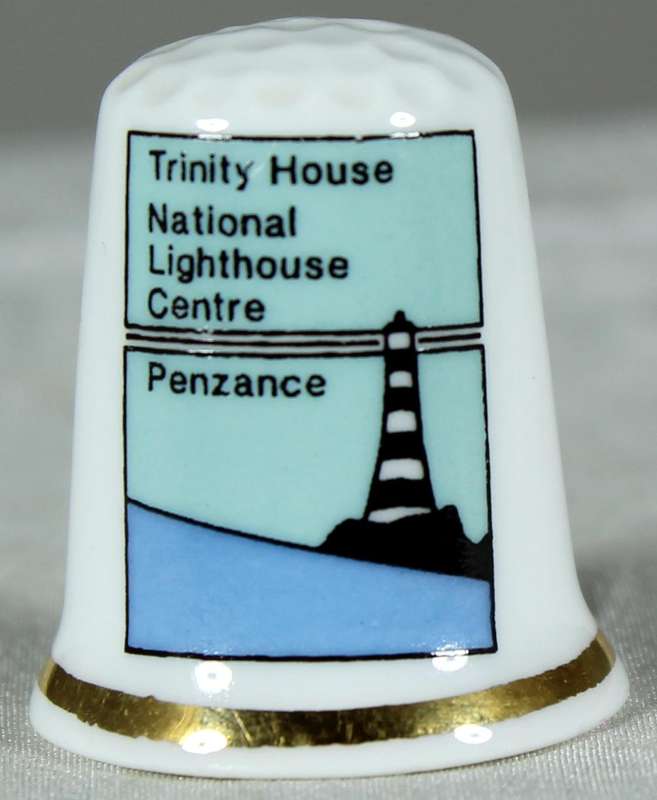 Trinity House
National
Lighthouse
Centre
Penzance